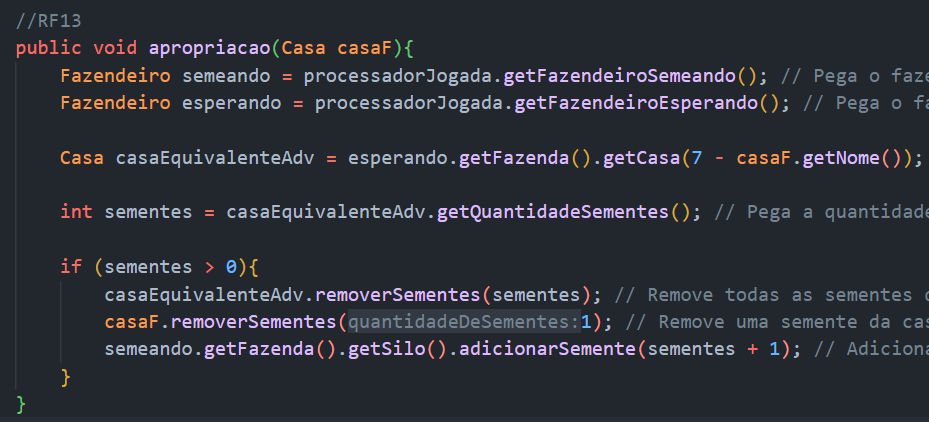 //RF13
public void apropriacao(Casa casaF){
Fazendeiro semeando = processadorJogada.getFazendeiroSemeando(); // Pega o faze
Fazendeiro esperando = processadorJogada.getFazendeiroEsperando(); // Pega o fa
Casa casaEquivalenteAdv = esperando.getFazenda().getCasa(7 - casaF.getNome());
int sementes = casaEquivalenteAdv.getQuantidadeSementes(); // Pega a quantidade
if (sementes > 0){
casaEquivalenteAdv.removerSementes(sementes); // Remove todas as sementes d
casaF.removerSementes(quantidadeDeSementes:1); // Remove uma semente da cas
semeando.getFazenda().getSilo().adicionarSemente(sementes + 1); // Adiciona
}
}